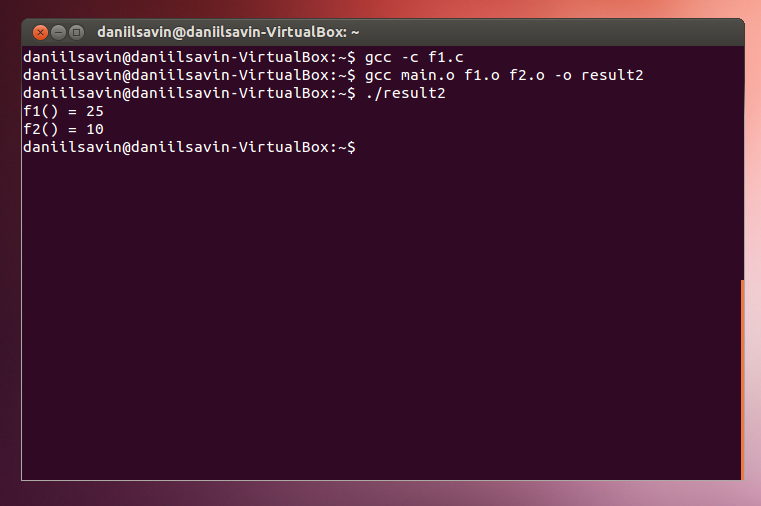 daniilsavin@daniilsavin-VirtualBox: ~
daniilsavin@daniilsavin-VirtualBox:~$ gcc -c f1.c
daniilsavin@daniilsavin-VirtualBox:~$ gcc main.o f1.o f2.o -o result2
daniilsavin@daniilsavin-VirtualBox:~$ ./result2
f1() = 25
f2() = 10
daniilsavin@daniilsavin-VirtualBox:~$